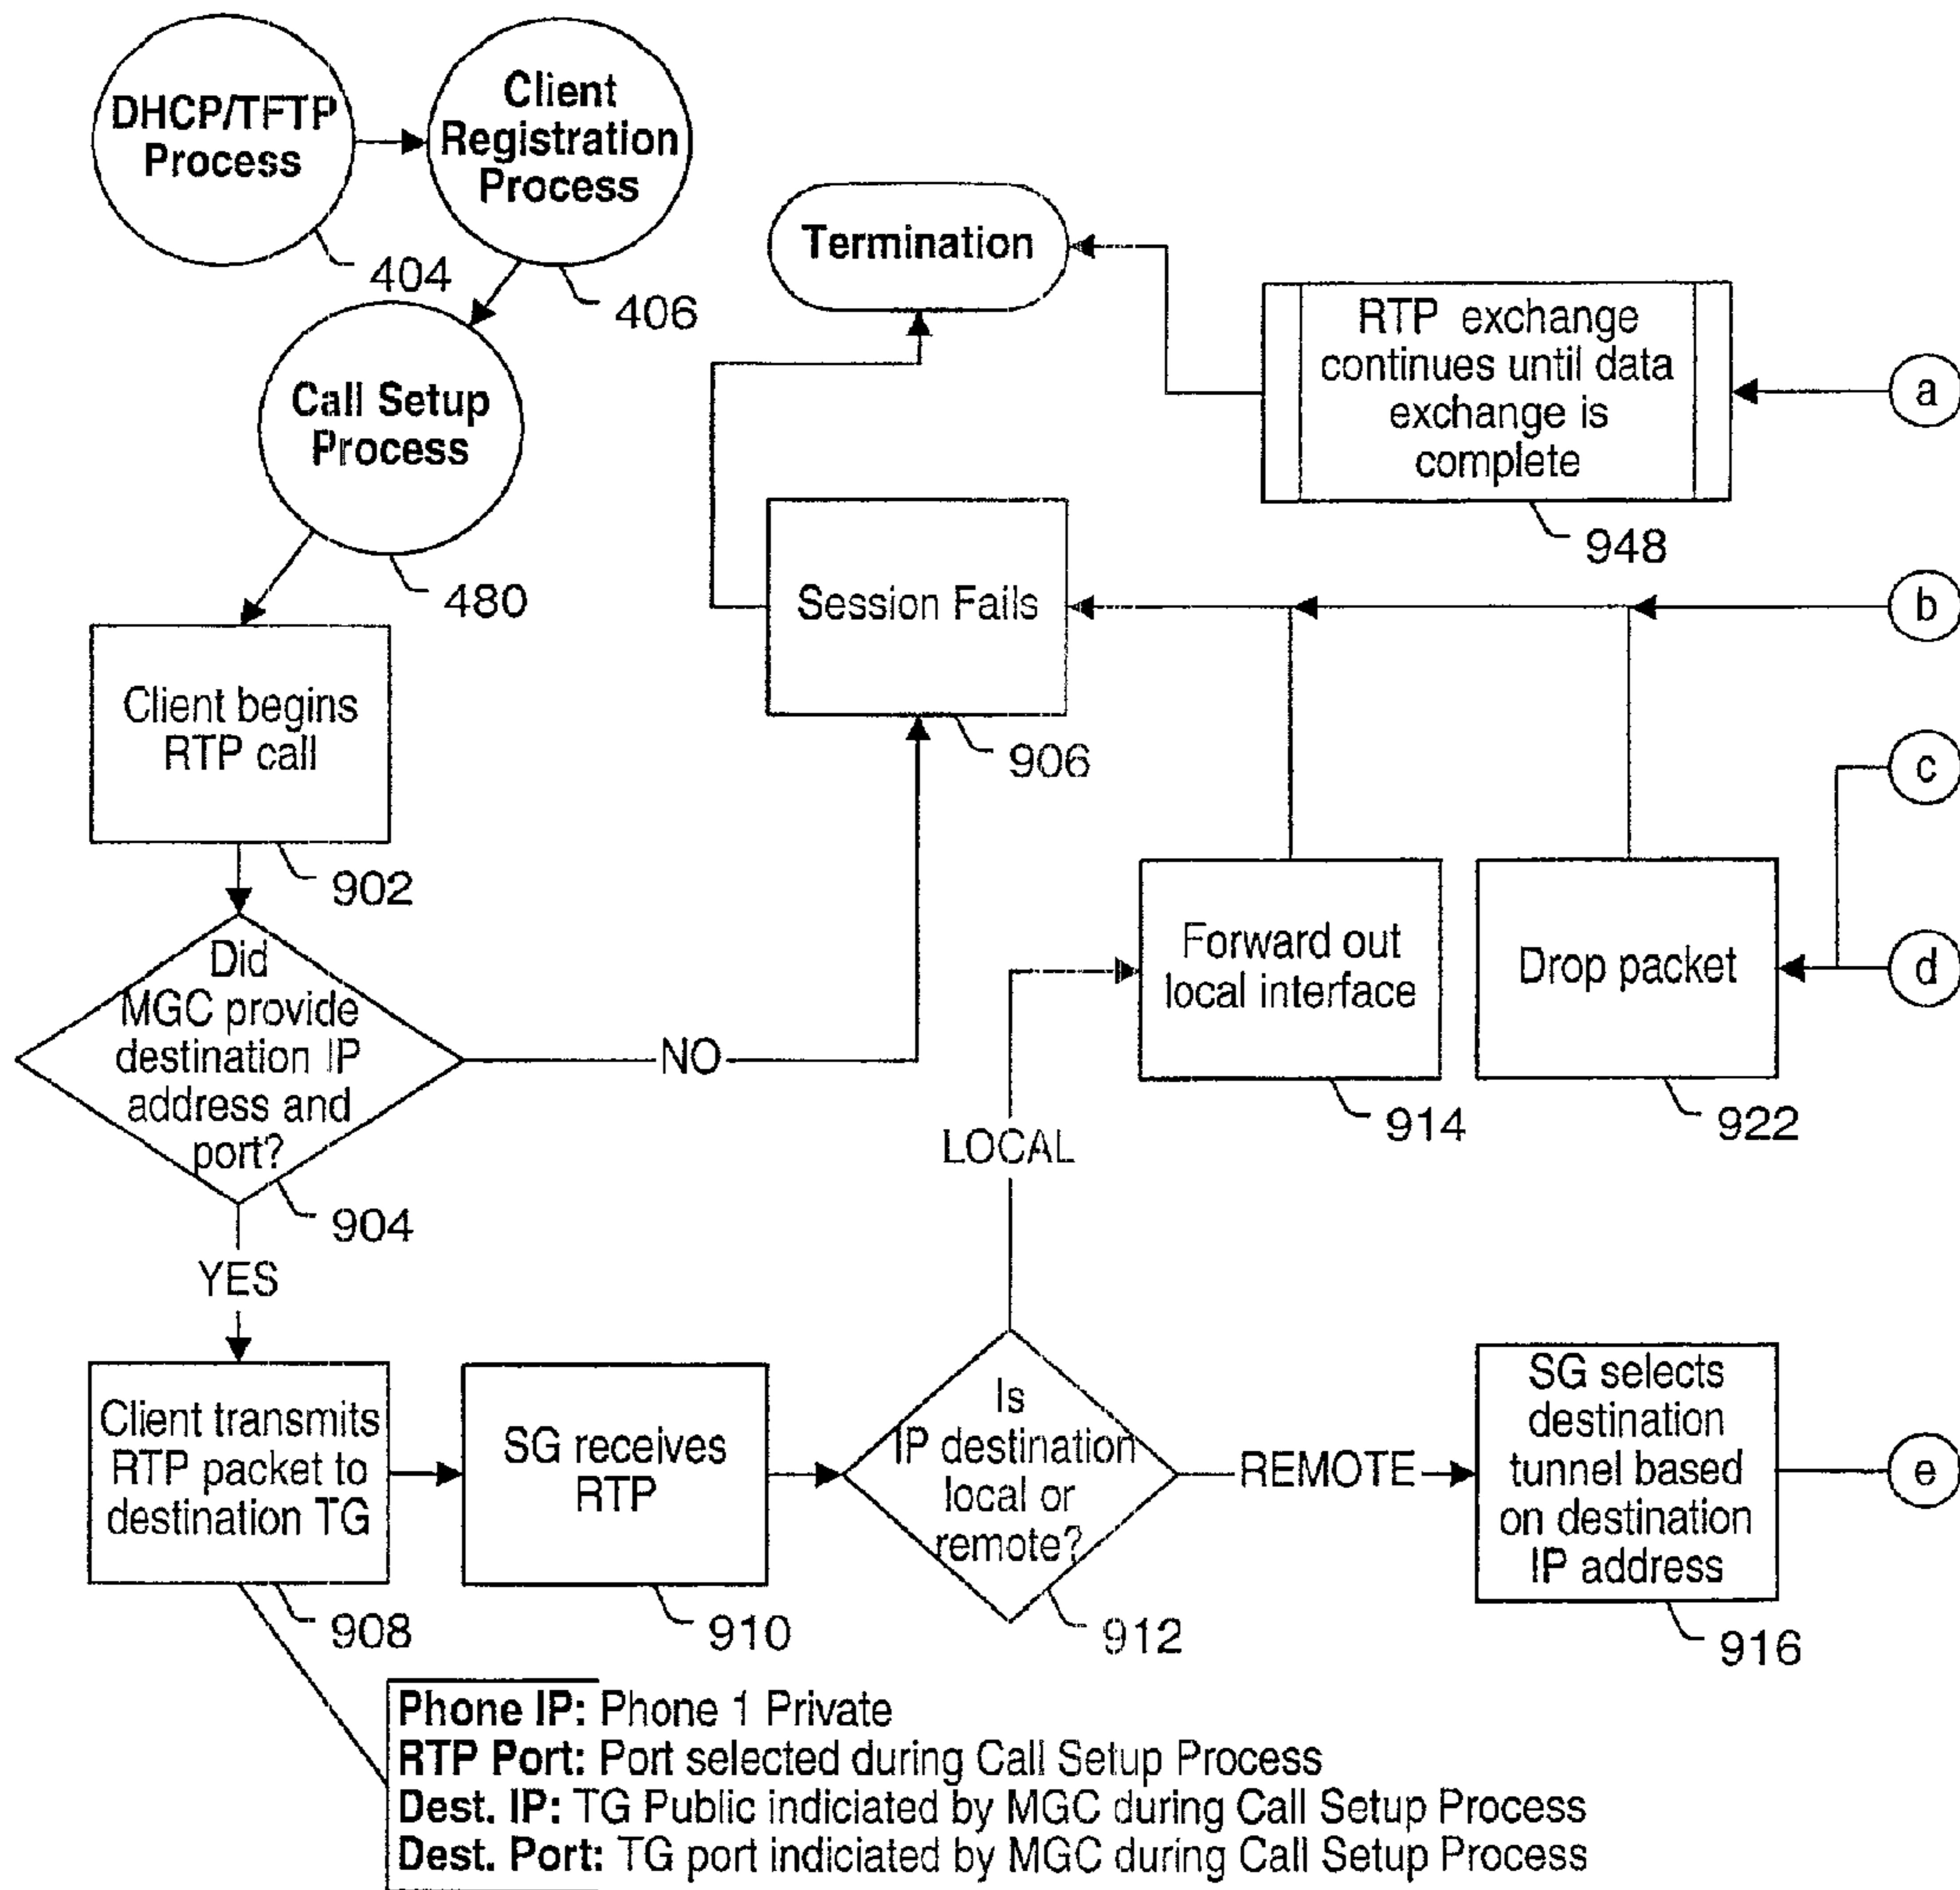 DHCP/TFTP
Process
404
Client
Registration
Process
406
Call Setup
Process
480
Termination
RTP exchange
continues until data
exchange is
complete
948
a
Session Fails
906
b
Client begins
RTP call
902
c
Forward out
local interface
914
Drop packet
922
d
Did
MGC provide
destination IP
address and
port?
904
NO
YES
LOCAL
Client transmits
RTP packet to
destination TG
908
SG receives
RTP
910
Is
IP destination
local or
remote?
912
REMOTE
SG selects
destination
tunnel based
on destination
IP address
916
e
Phone IP: Phone 1 Private
RTP Port: Port selected during Call Setup Process
Dest. IP: TG Public indiciated by MGC during Call Setup Process
Dest. Port: TG port indiciated by MGC during Call Setup Process